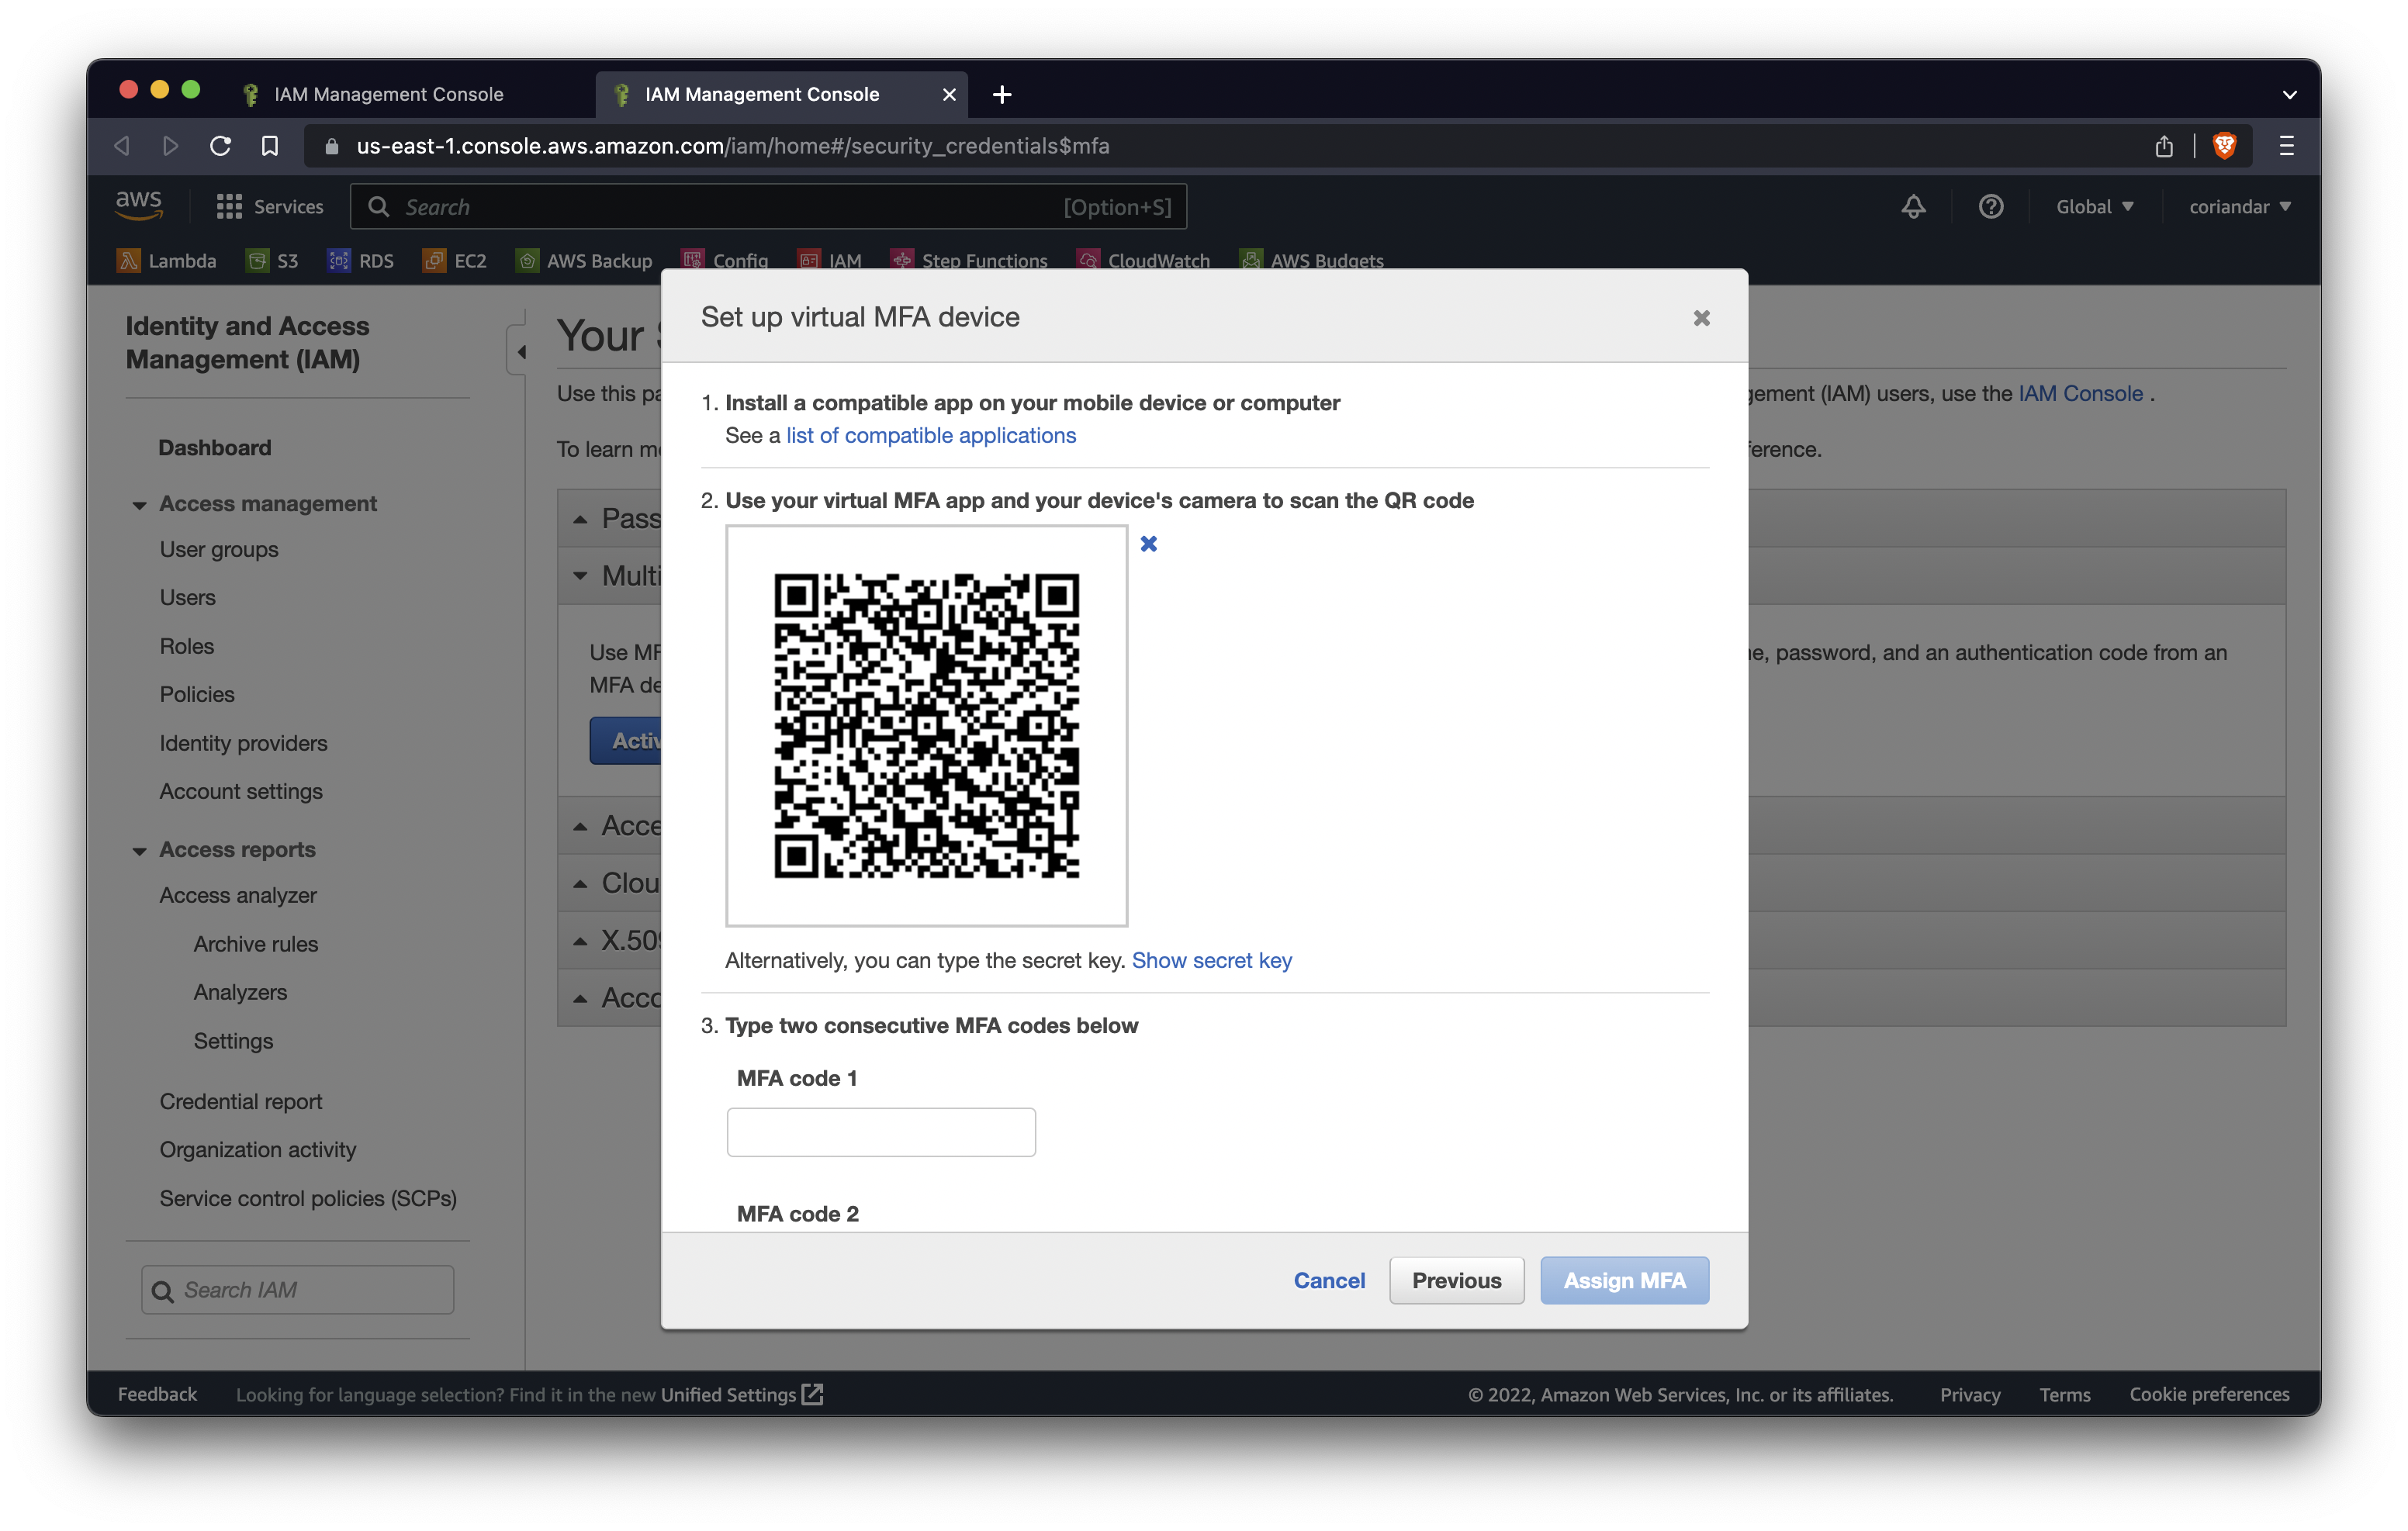 IAM Management Console
IAM Management Console
us-east-1.console.aws.amazon.com/iam/home#/security_credentials$mfa
aws
Services
Search
[Option+S]
Global
coriandar
Lambda
S3
RDS
EC2
AWS Backup
Config
IAM
Step Functions
CloudWatch
AWS Budgets
Identity and Access
Management (IAM)
Dashboard
Access management
User groups
Users
Roles
Policies
Identity providers
Account settings
Access reports
Access analyzer
Archive rules
Analyzers
Settings
Credential report
Organization activity
Service control policies (SCPs)
Search IAM
Your
Use this
gement (IAM) users, use the IAM Console .
To learn
erence.
Pass
Multi
Use
e, password, and an authentication code from an
MFA
Activ
Acce
Clou
X.50
Acco
Set up virtual MFA device
1. Install a compatible app on your mobile device or computer
See a list of compatible applications
2. Use your virtual MFA app and your device's camera to scan the QR code
Alternatively, you can type the secret key. Show secret key
3. Type two consecutive MFA codes below
MFA code 1
MFA code 2
Cancel
Previous
Assign MFA
Feedback
Looking for language selection? Find it in the new Unified Settings
© 2022, Amazon Web Services, Inc. or its affiliates.
Privacy
Terms
Cookie preferences